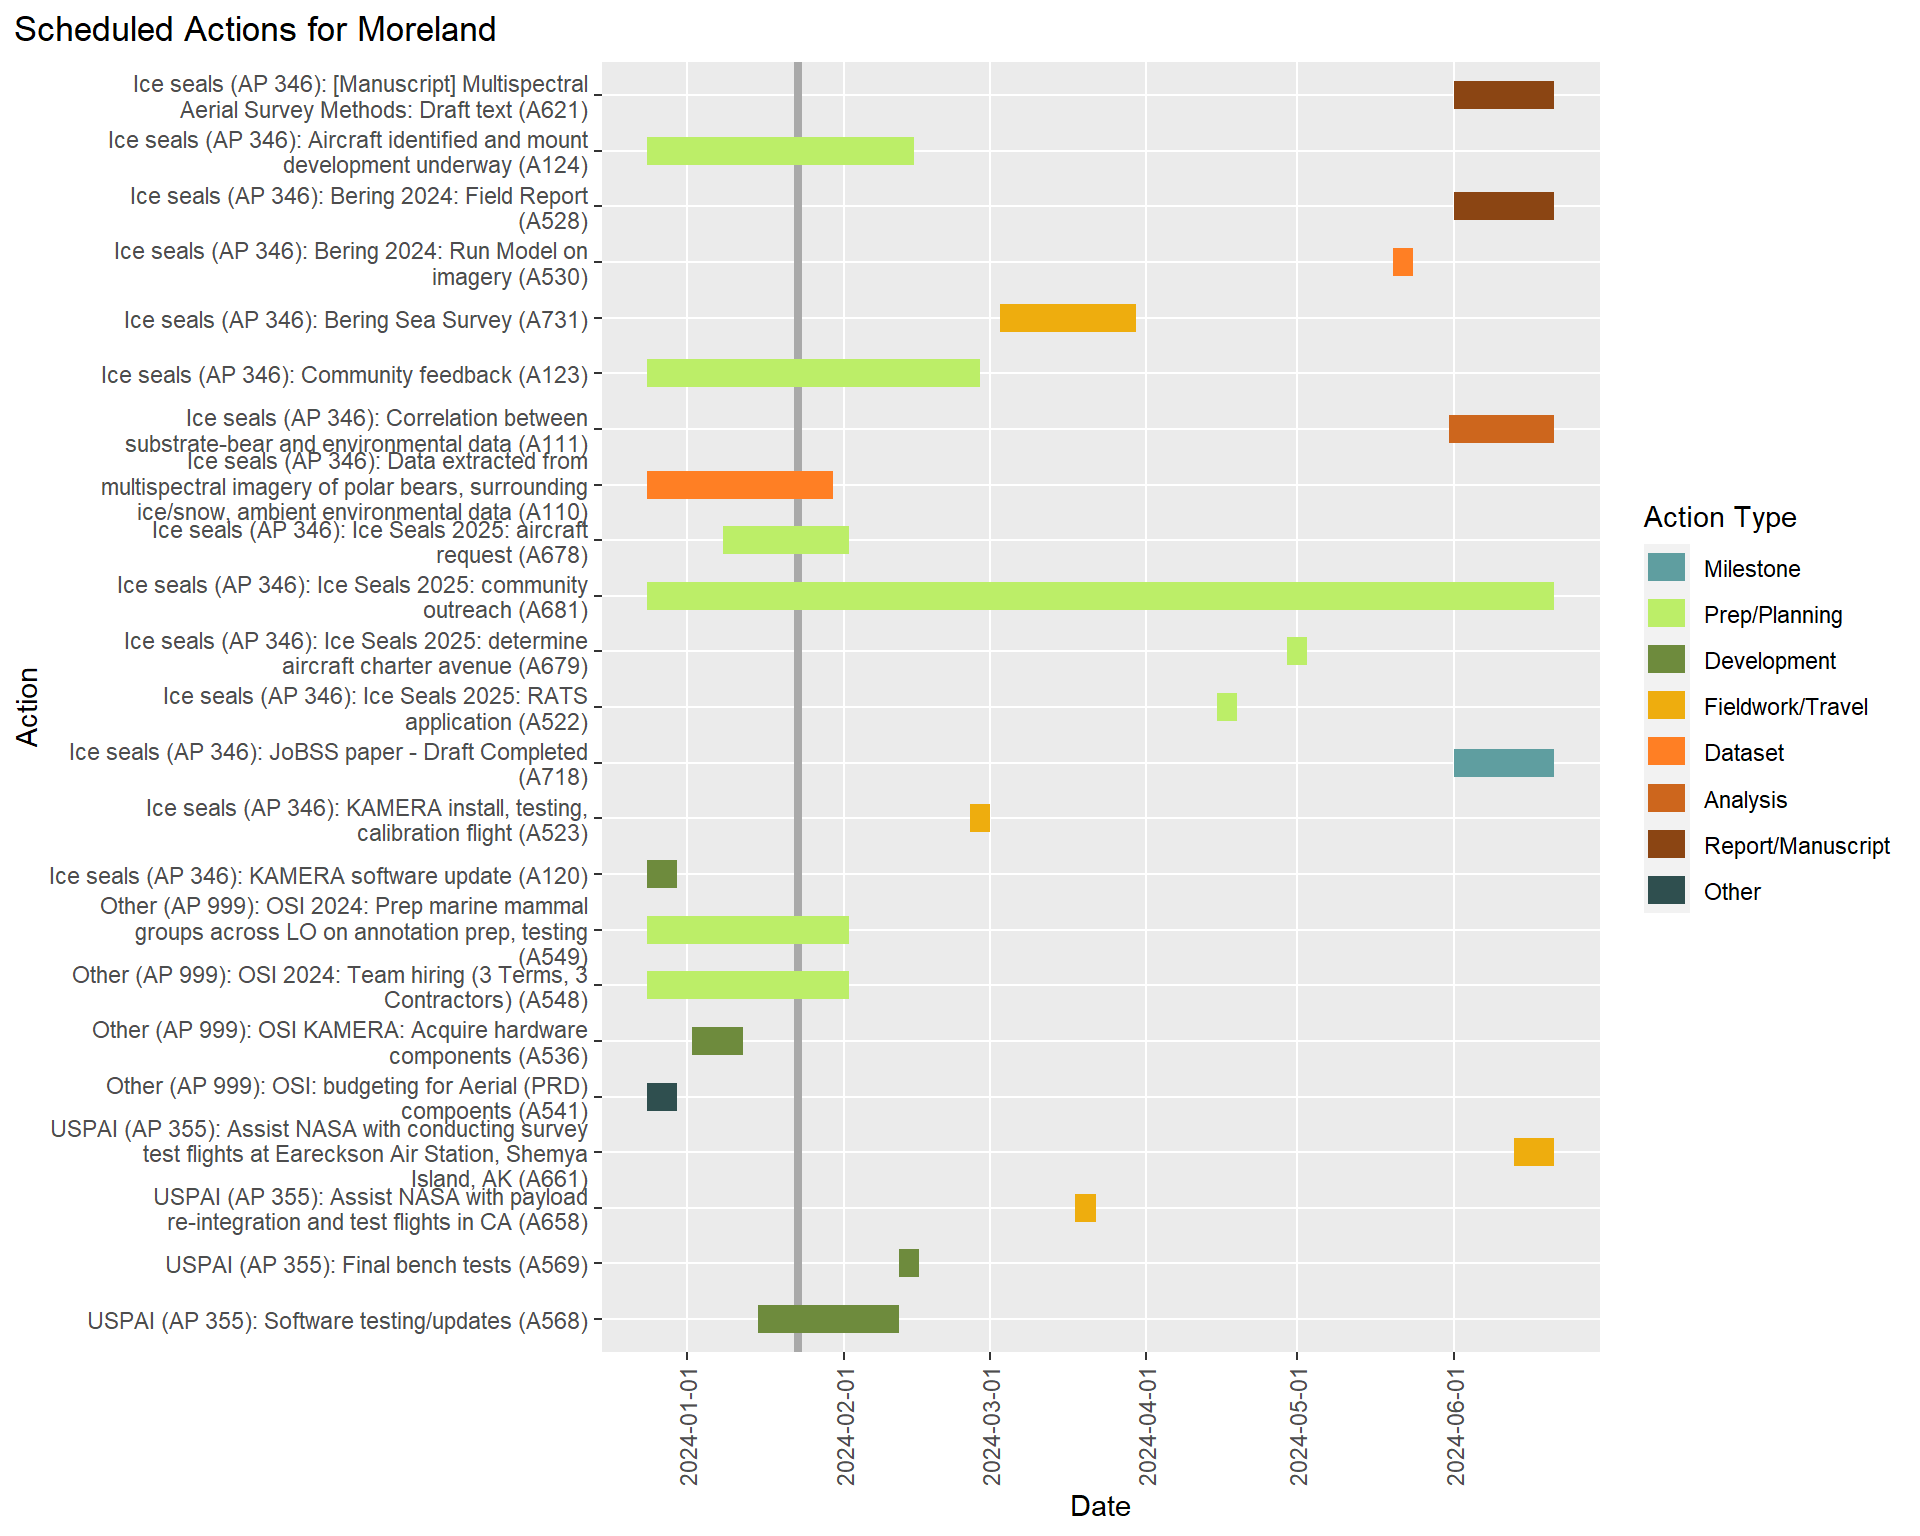 Scheduled Actions for Moreland
Ice seals (AP 346): [Manuscript] Multispectral
Aerial Survey Methods: Draft text (A621)
Ice seals (AP 346): Aircraft identified and mount
development underway (A124)
Ice seals (AP 346): Bering 2024: Field Report
(A528)
Ice seals (AP 346): Bering 2024: Run Model on
imagery (A530)
Ice seals (AP 346): Bering Sea Survey (A731)
Ice seals (AP 346): Community feedback (A123)
Ice seals (AP 346): Correlation between
substrate-bear and environmental data (A111)
Ice seals (AP 346): Data extracted from
multispectral imagery of polar bears, surrounding
ice/snow, ambient environmental data (A110)
Ice seals (AP 346): Ice Seals 2025: aircraft
request (A678)
Ice seals (AP 346): Ice Seals 2025: community
outreach (A681)
Ice seals (AP 346): Ice Seals 2025: determine
aircraft charter avenue (A679)
Ice seals (AP 346): Ice Seals 2025: RATS
application (A522)
Ice seals (AP 346): JoBSS paper - Draft Completed
(A718)
Ice seals (AP 346): KAMERA install, testing,
calibration flight (A523)
Ice seals (AP 346): KAMERA software update (A120)
Other (AP 999): OSI 2024: Prep marine mammal
groups across LO on annotation prep, testing
(A549)
Other (AP 999): OSI 2024: Team hiring (3 Terms, 3
Contractors) (A548)
Other (AP 999): OSI KAMERA: Acquire hardware
components (A536)
Other (AP 999): OSI: budgeting for Aerial (PRD)
compoents (A541)
USPAI (AP 355): Assist NASA with conducting survey
test flights at Eareckson Air Station, Shemya
Island, AK (A661)
USPAI (AP 355): Assist NASA with payload
re-integration and test flights in CA (A658)
USPAI (AP 355): Final bench tests (A569)
USPAI (AP 355): Software testing/updates (A568)
Action
2024-01-01
2024-02-01
2024-03-01
2024-04-01
2024-05-01
2024-06-01
Date
Action Type
Milestone
Prep/Planning
Development
Fieldwork/Travel
Dataset
Analysis
Report/Manuscript
Other